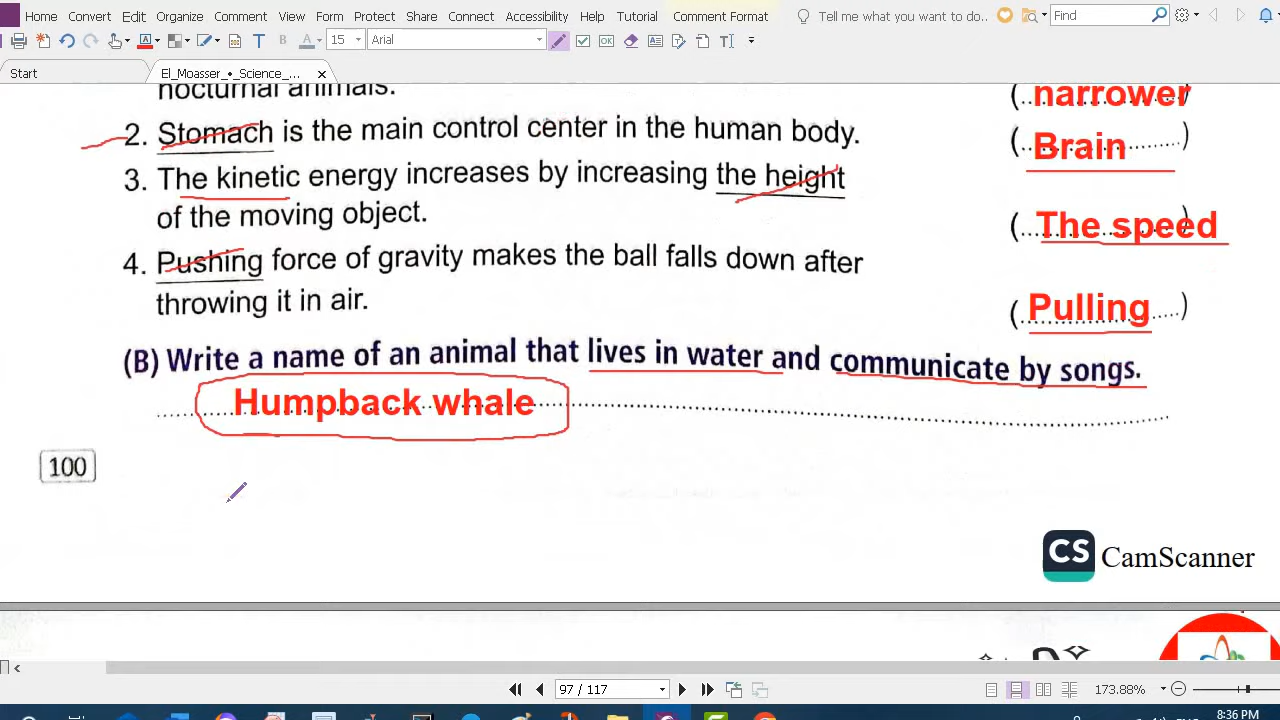 Home Convert Edit Organize Comment View Form Protect Share Connect Accessibility Help Tutorial Comment Format Tell me what you want to do.. Find
15 Arial
Start El_Moasser_•_Science_... ×
nocturnal animals. (narrower
2. Stomach is the main control center in the human body. (Brain)
3. The kinetic energy increases by increasing the height
of the moving object. (The speed)
4. Pushing force of gravity makes the ball falls down after
throwing it in air. (Pulling)
(B) Write a name of an animal that lives in water and communicate by songs.
Humpback whale
100
CS CamScanner
97 / 117 173.88%
8:36 PM